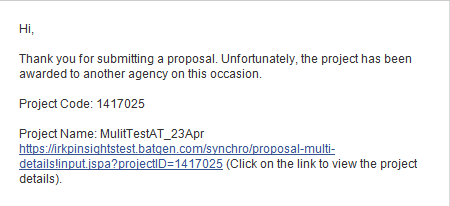 Hi,
Thank you for submitting a proposal. Unfortunately, the project has been
awarded to another agency on this occasion.
Project Code: 1417025
Project Name: MulitTestAT_23Apr
https://irkpinsightstest.batgen.com/synchro/proposal-multi-
details!input.jspa?projectID=1417025 (Click on the link to view the project
details).